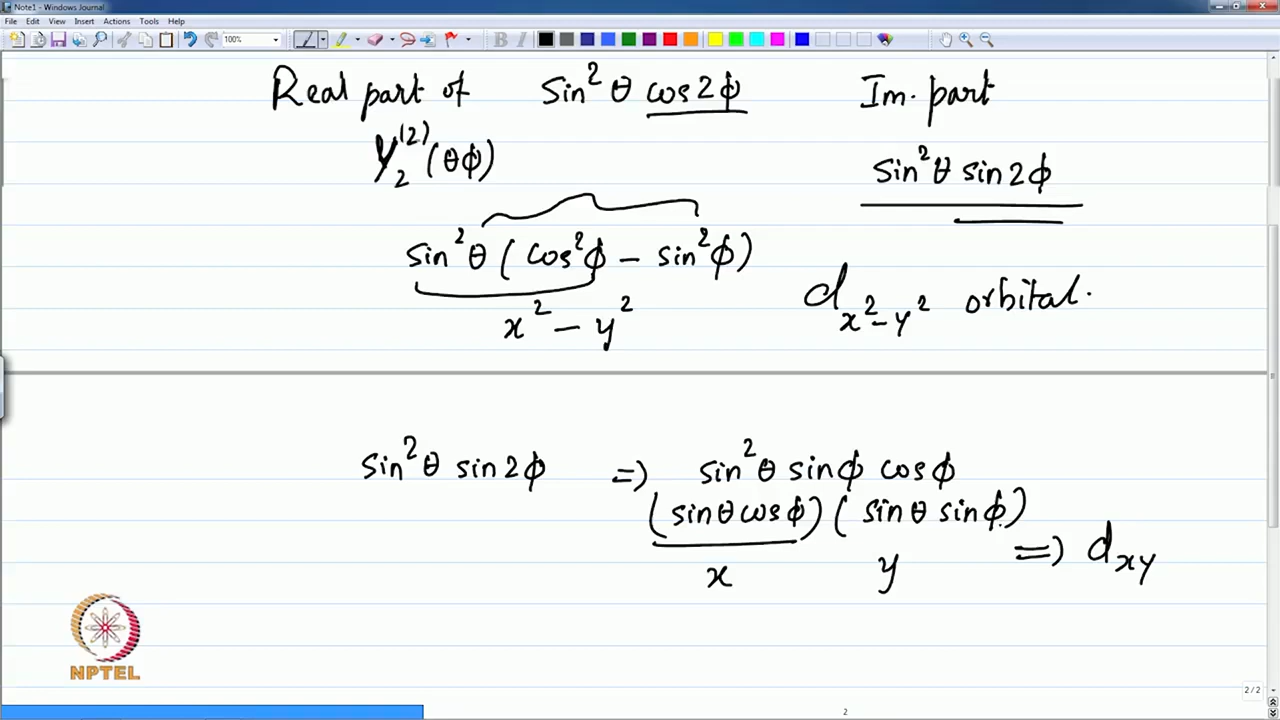 Note1 - Windows Journal
File Edit View Insert Actions Tools Help
100%
B I
Real part of sin²θ cos2ϕ Im. part
Y₂⁽²⁾(θϕ)
sin²θ sin2ϕ
sin²θ (cos²ϕ – sin²ϕ)
x² – y²
d x²–y² orbital.
sin²θ sin2ϕ ⇒ sin²θ sinϕ cosϕ
(sinθ cosϕ) (sinθ sinϕ)
x y ⇒ d xy
NPTEL
2/2
2